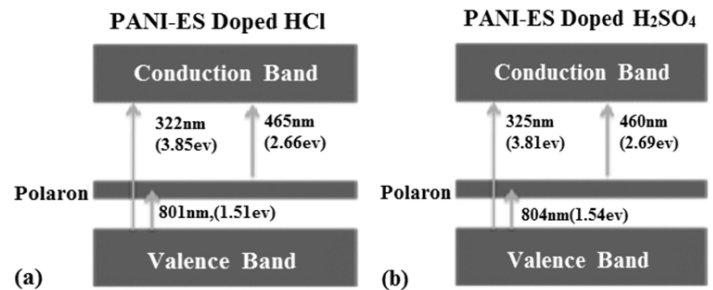 PANI-ES Doped HCl
Conduction Band
322nm
(3.85ev)
465nm
(2.66ev)
Polaron
801nm,(1.51ev)
Valence Band
(a)
PANI-ES Doped H₂SO₄
Conduction Band
325nm
(3.81ev)
460nm
(2.69ev)
Polaron
804nm(1.54ev)
Valence Band
(b)